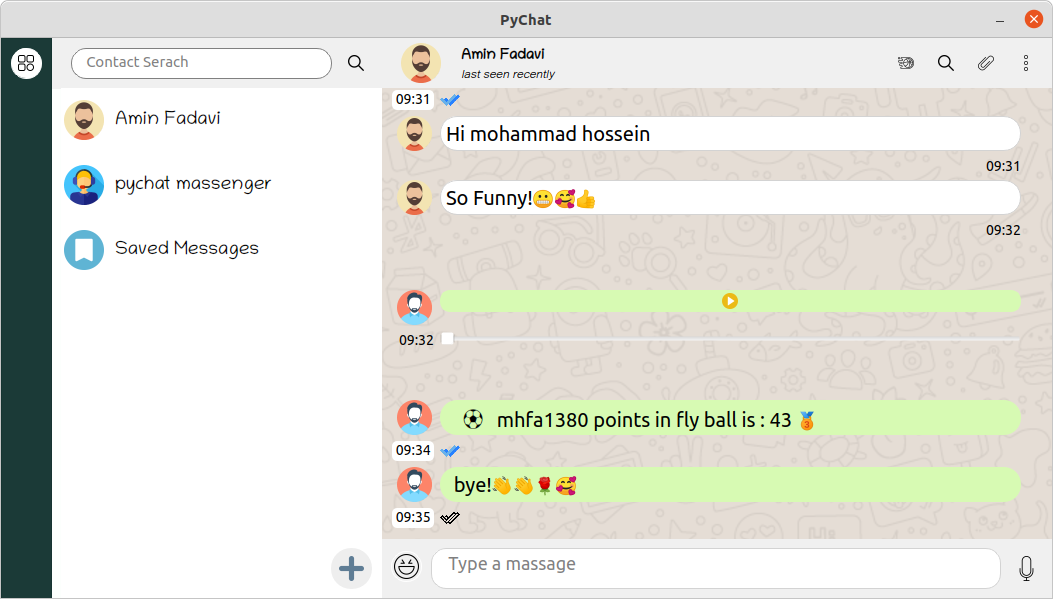 PyChat
Contact Serach
Amin Fadavi
pychat massenger
Saved Messages
Amin Fadavi
last seen recently
09:31
Hi mohammad hossein
09:31
So Funny!😬🥰👍
09:32
09:32
mhfa1380 points in fly ball is : 43 🥉
09:34
bye!👏👏🌹🥰
09:35
Type a massage